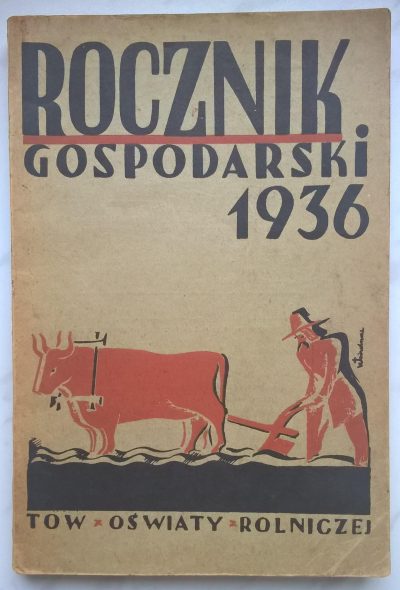 ROCZNIK
GOSPODARSKI
1936
TOW × OŚWIATY × ROLNICZEJ